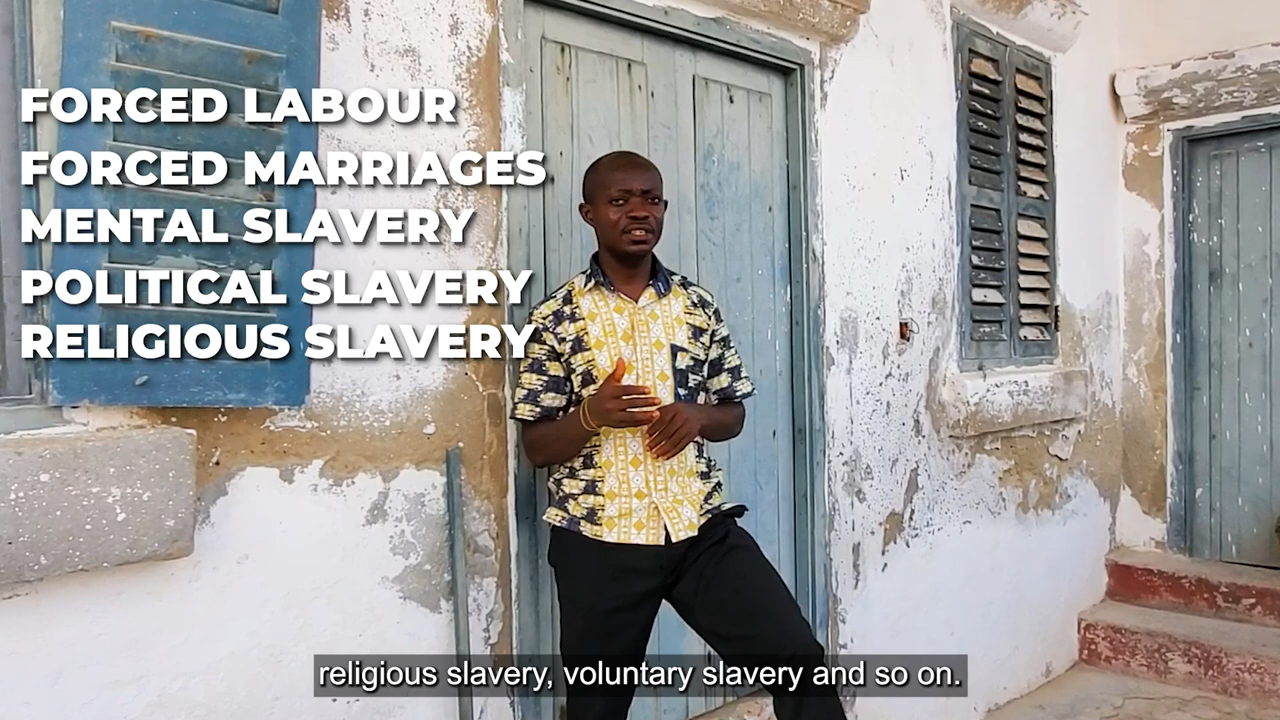 FORCED LABOUR
FORCED MARRIAGES
MENTAL SLAVERY
POLITICAL SLAVERY
RELIGIOUS SLAVERY
religious slavery, voluntary slavery and so on.